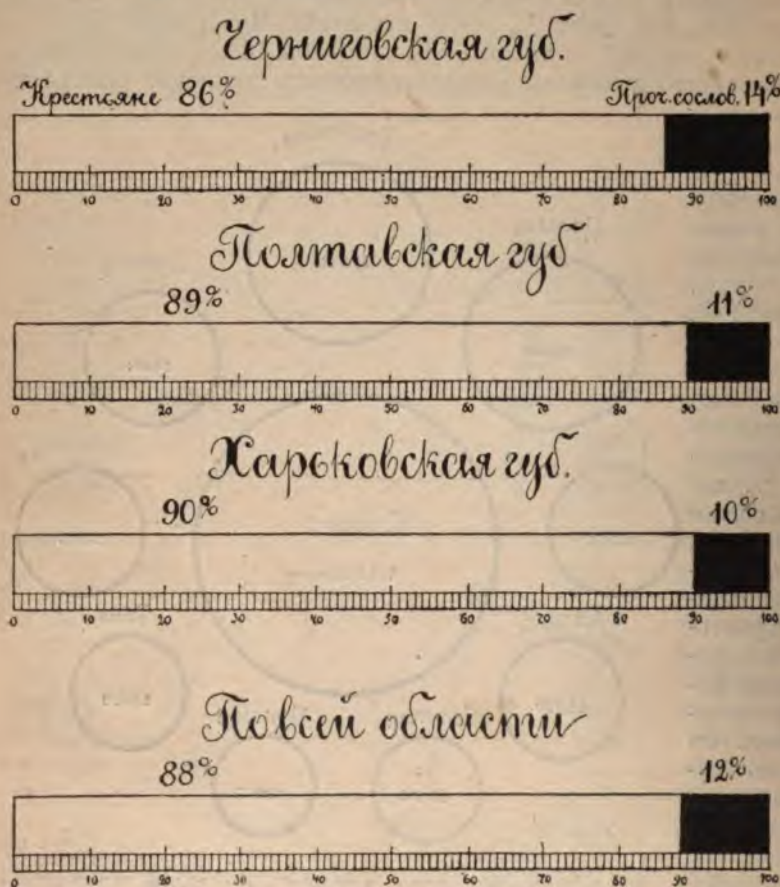 Черниговская губ.
Крестьяне 86% Проч. сослов. 14%
0 10 20 30 40 50 60 70 80 90 100
Полтавская губ
89% 11%
0 10 20 30 40 50 60 70 80 90 100
Харьковская губ.
90% 10%
0 10 20 30 40 50 60 70 80 90 100
По всей области
88% 12%
0 10 20 30 40 50 60 70 80 90 100